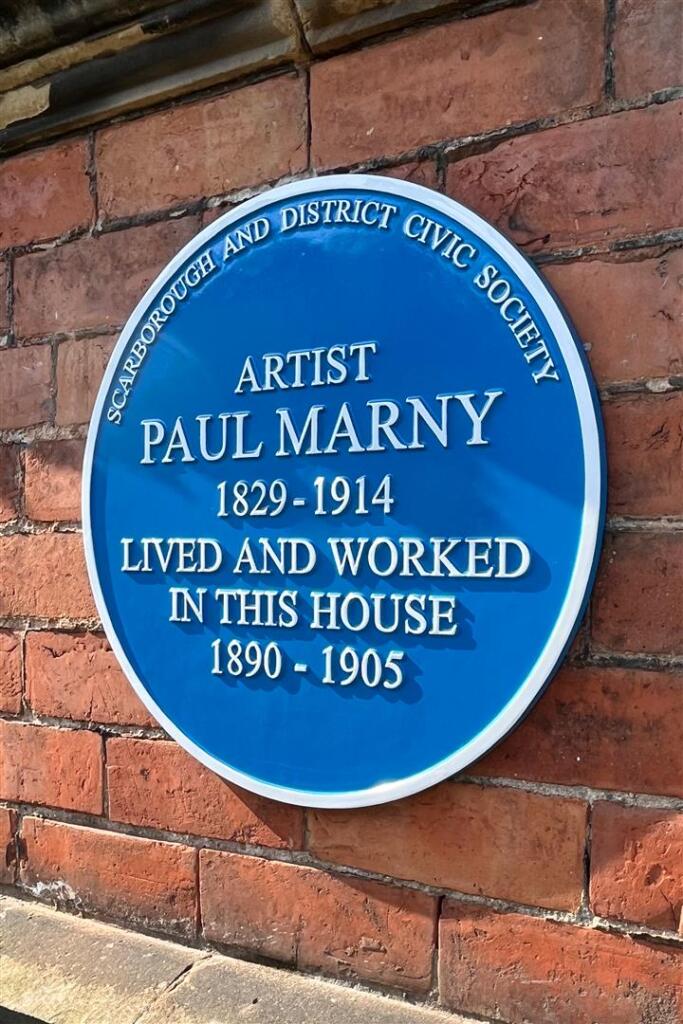 SCARBOROUGH AND DISTRICT CIVIC SOCIETY
ARTIST
PAUL MARNY
1829 - 1914
LIVED AND WORKED
IN THIS HOUSE
1890 - 1905